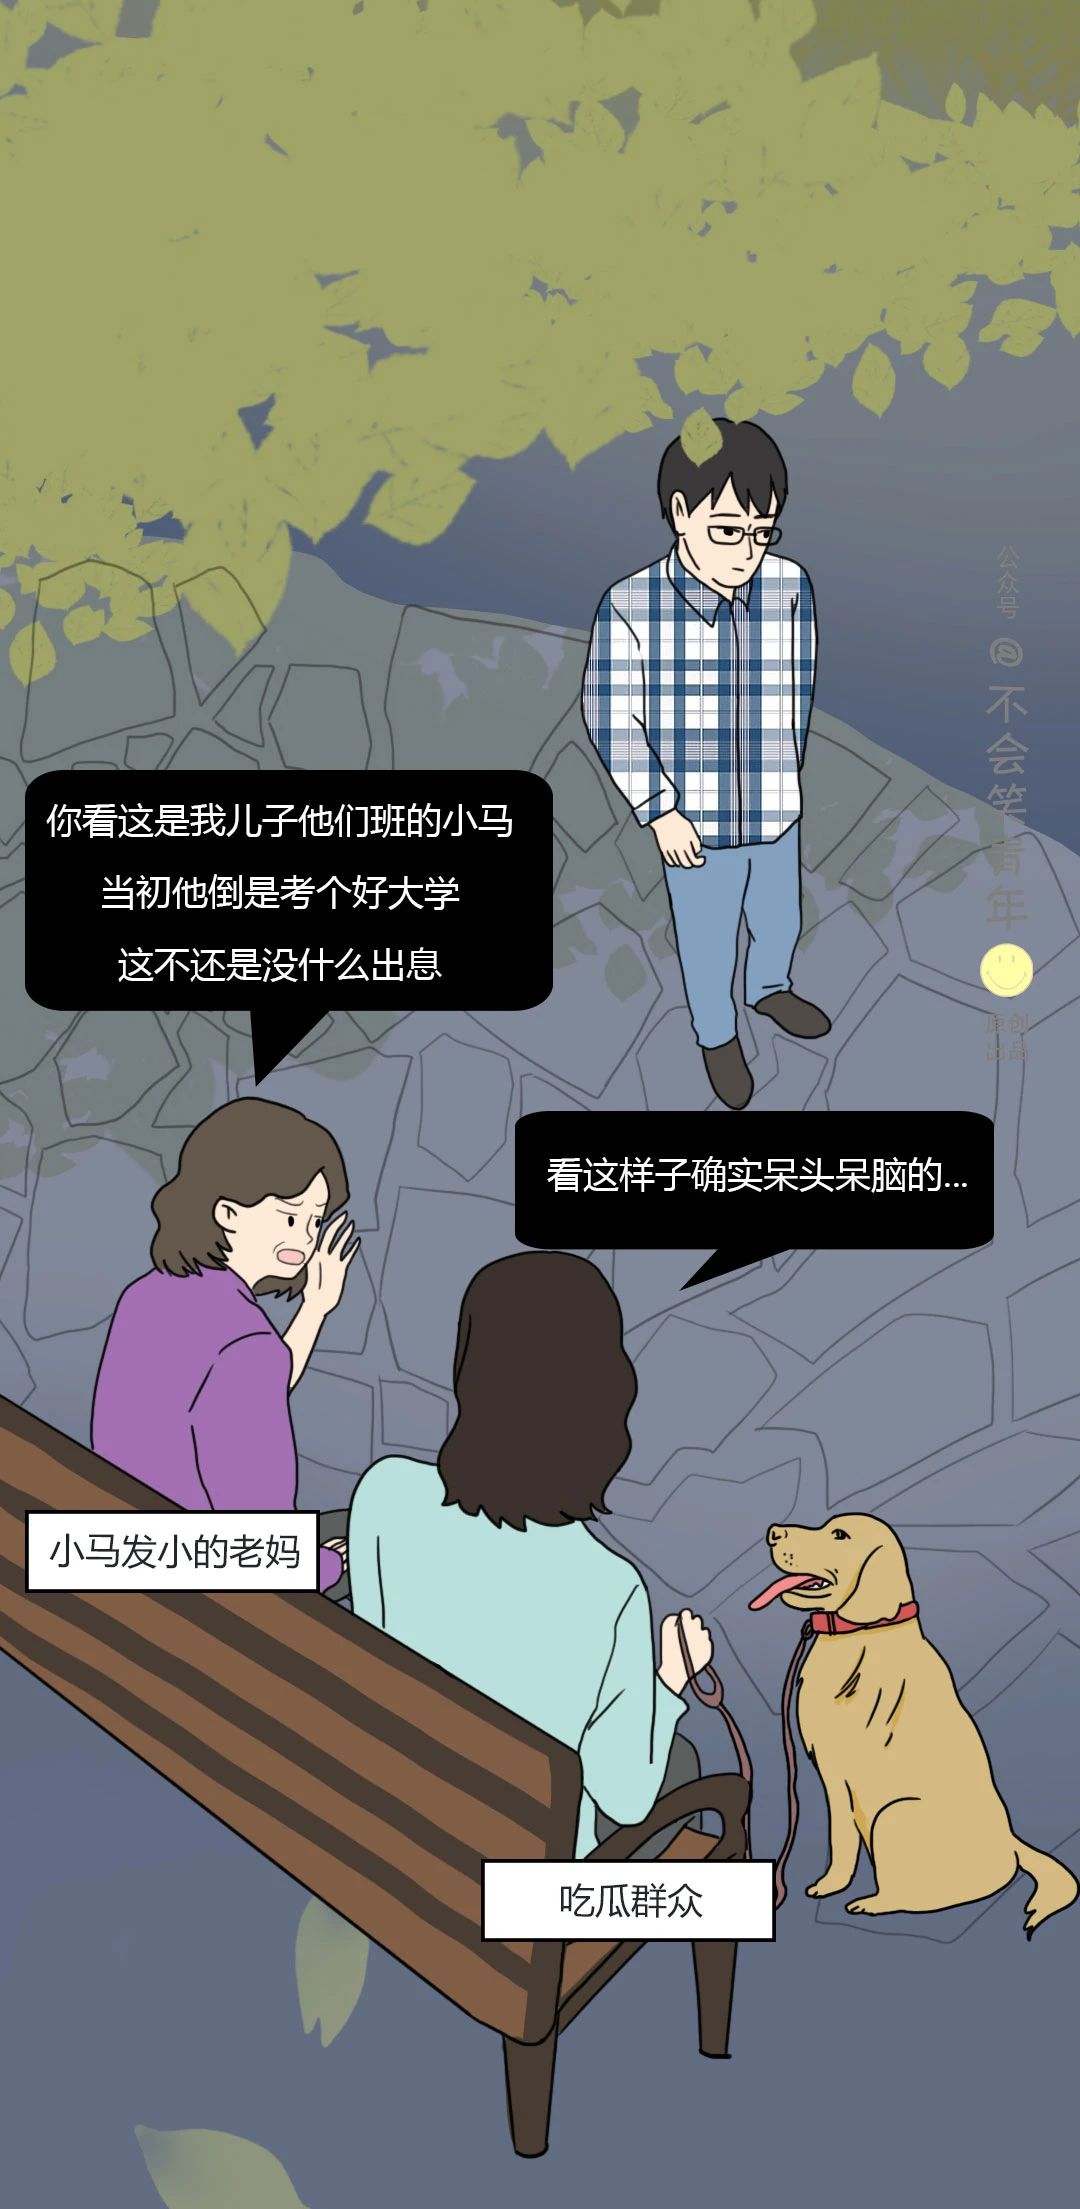 你看这是我儿子他们班的小马
当初他倒是考个好大学
这不还是没什么出息
看这样子确实呆头呆脑的...
小马发小的老妈
吃瓜群众
公众号
@不会笑青年
原创
出品